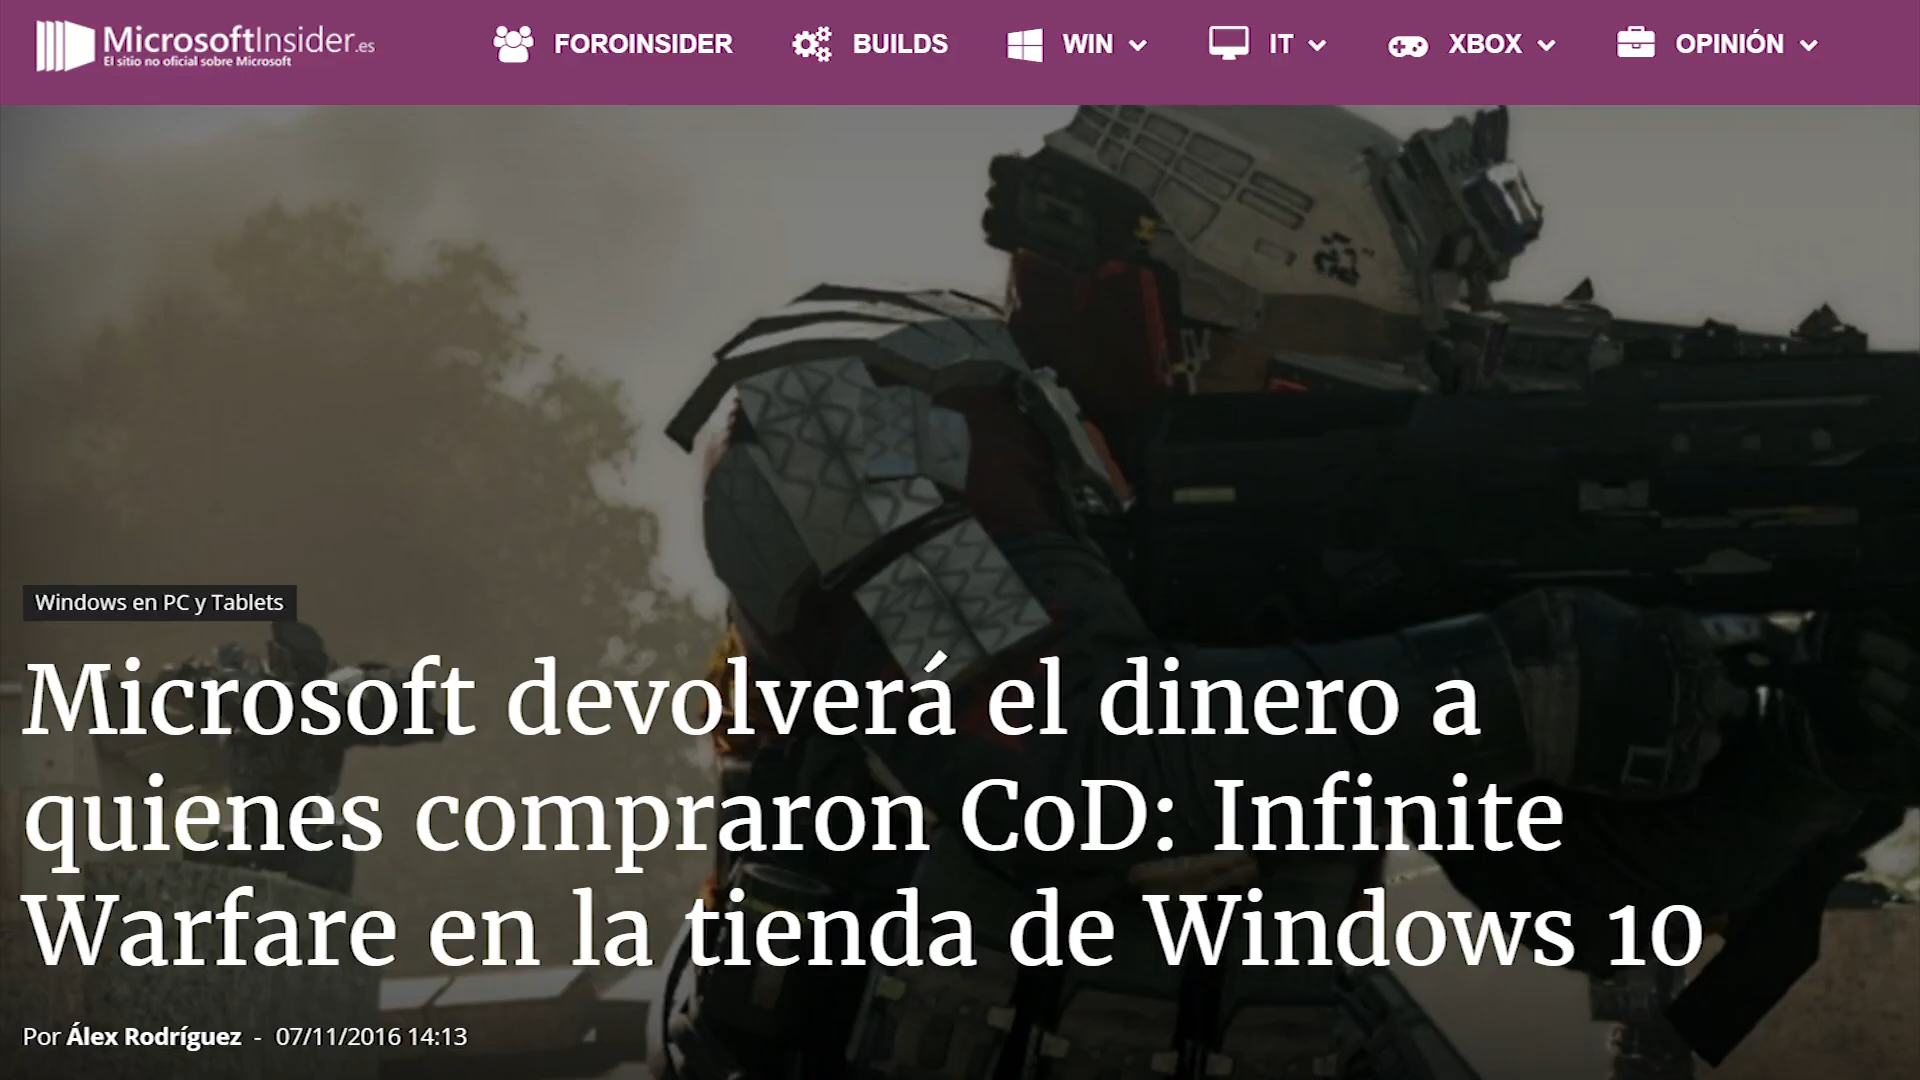 MicrosoftInsider.es
El sitio no oficial sobre Microsoft
FOROINSIDER
BUILDS
WIN
IT
XBOX
OPINIÓN
Windows en PC y Tablets
Microsoft devolverá el dinero a
quienes compraron CoD: Infinite
Warfare en la tienda de Windows 10
Por Álex Rodríguez - 07/11/2016 14:13